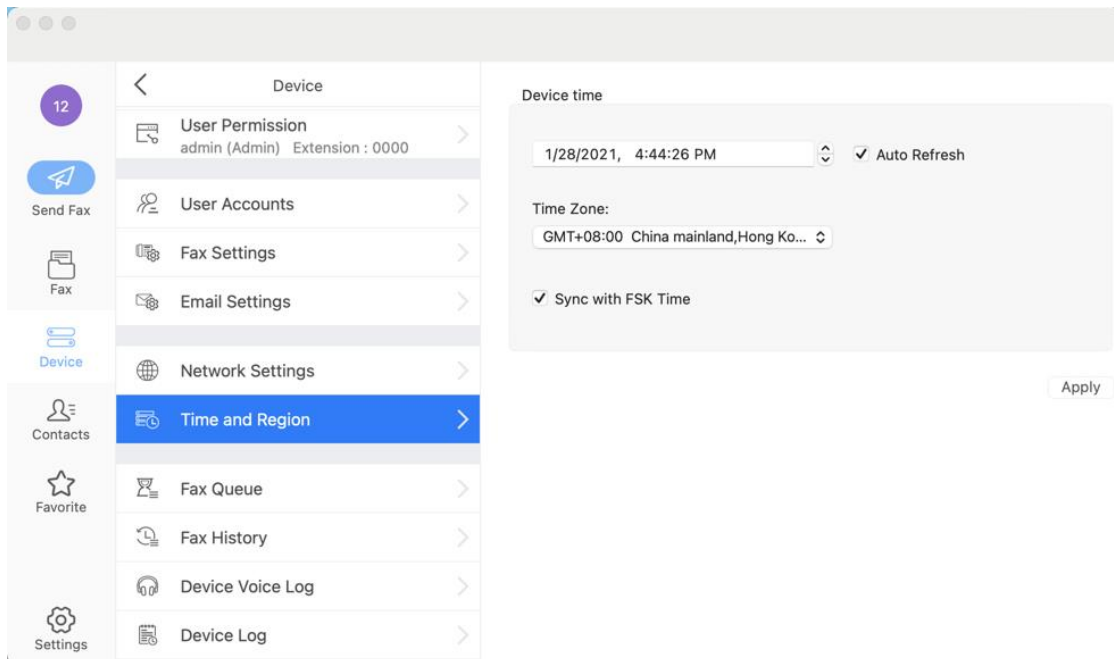 12
Send Fax
Fax
Device
Contacts
Favorite
Settings
Device
User Permission
admin (Admin) Extension : 0000
User Accounts
Fax Settings
Email Settings
Network Settings
Time and Region
Fax Queue
Fax History
Device Voice Log
Device Log
Device time
1/28/2021, 4:44:26 PM
Auto Refresh
Time Zone:
GMT+08:00 China mainland,Hong Ko...
Sync with FSK Time
Apply